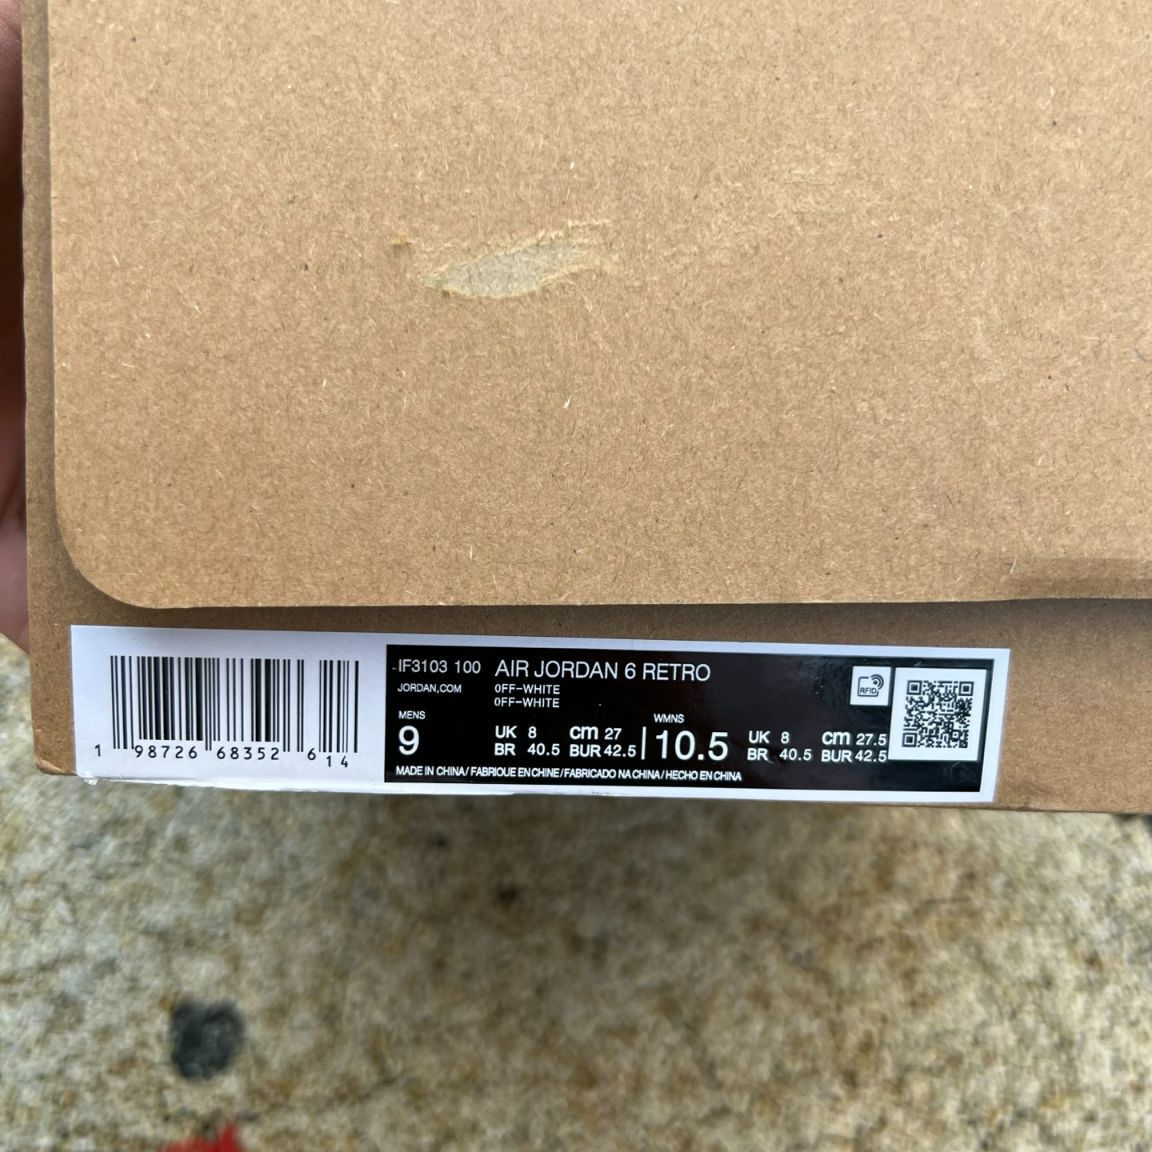 IF3103 100 AIR JORDAN 6 RETRO
JORDAN.COM 0FF-WHITE
0FF-WHITE
MENS WMNS
9 UK 8 cm 27 10.5 UK 8 cm 27.5
BR 40.5 BUR 42.5 BR 40.5 BUR 42.5
MADE IN CHINA/ FABRIQUE EN CHINE/ FABRICADO NA CHINA/ HECHO EN CHINA
RFID
1 98726 68352 6 14